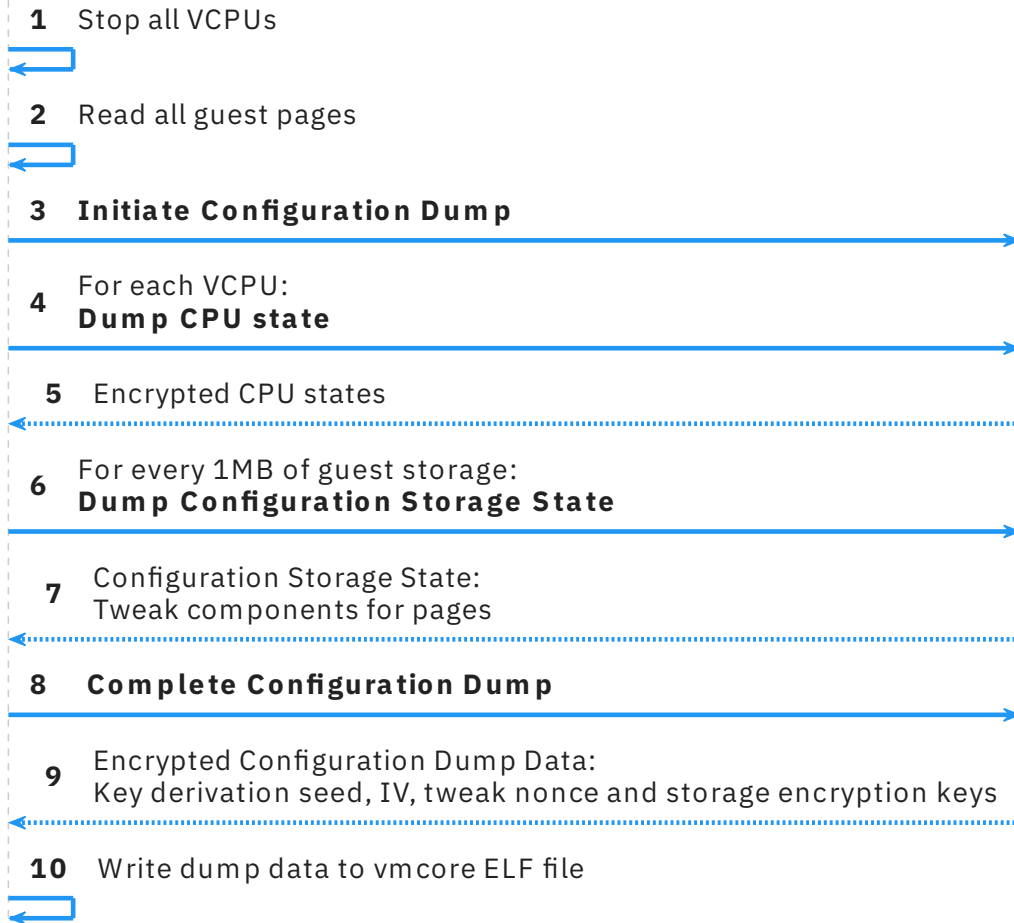 1 Stop all VCPUs
2 Read all guest pages
3 Initiate Configuration Dump
4 For each VCPU:
Dump CPU state
5 Encrypted CPU states
6 For every 1MB of guest storage:
Dump Configuration Storage State
7 Configuration Storage State:
Tweak components for pages
8 Complete Configuration Dump
9 Encrypted Configuration Dump Data:
Key derivation seed, IV, tweak nonce and storage encryption keys
10 Write dump data to vmcore ELF file